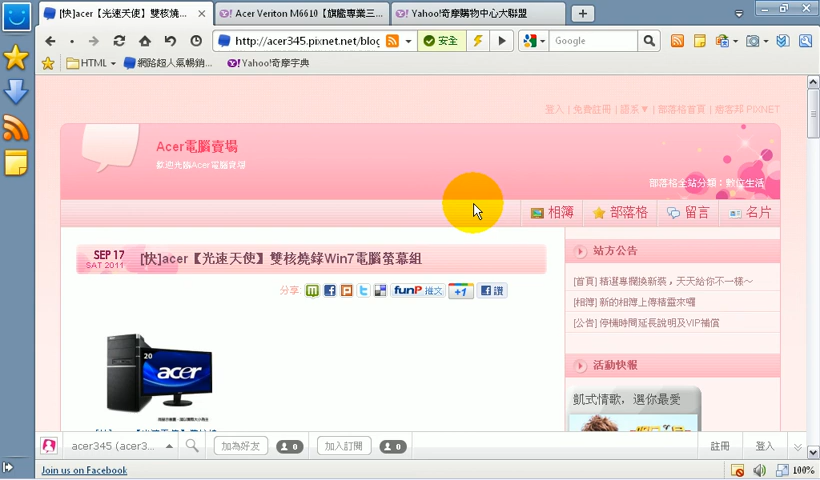 [快]acer【光速天使】雙核燒...
Acer Veriton M6610【旗艦專業三...
Yahoo!奇摩購物中心大聯盟
http://acer345.pixnet.net/blog
安全
Google
HTML
網路超人氣暢銷...
Yahoo!奇摩字典
登入 | 免費註冊 | 語系▼ | 部落格首頁 | 痞客邦 PIXNET
Acer電腦賣場
歡迎光臨Acer電腦賣場
部落格全站分類：數位生活
相簿
部落格
留言
名片
SEP 17
SAT 2011
[快]acer【光速天使】雙核燒錄Win7電腦螢幕組
分享:
funP 推文
+1
讚
20
acer
站方公告
[首頁] 精選專欄換新裝，天天給你不一樣～
[相簿] 新的相簿上傳精靈來囉
[公告] 停機時間延長說明及VIP補償
活動快報
凱式情歌，選你最愛
acer345 (acer3...
加為好友
0
加入訂閱
0
註冊
登入
Join us on Facebook
100%